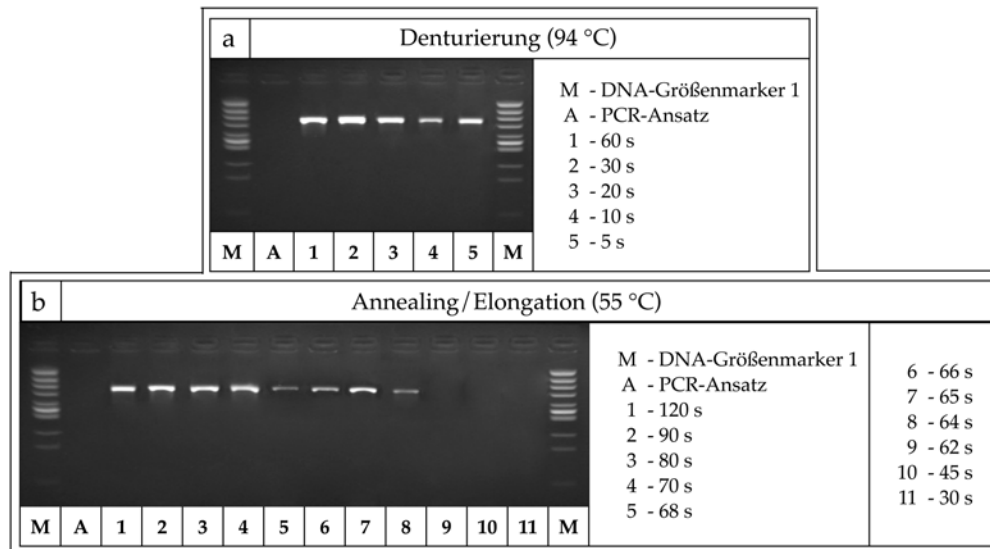 a Denturierung (94 °C)
M - DNA-Größenmarker 1
A - PCR-Ansatz
1 - 60 s
2 - 30 s
3 - 20 s
4 - 10 s
5 - 5 s
M A 1 2 3 4 5 M
b Annealing/Elongation (55 °C)
M - DNA-Größenmarker 1
A - PCR-Ansatz
1 - 120 s
2 - 90 s
3 - 80 s
4 - 70 s
5 - 68 s
6 - 66 s
7 - 65 s
8 - 64 s
9 - 62 s
10 - 45 s
11 - 30 s
M A 1 2 3 4 5 6 7 8 9 10 11 M